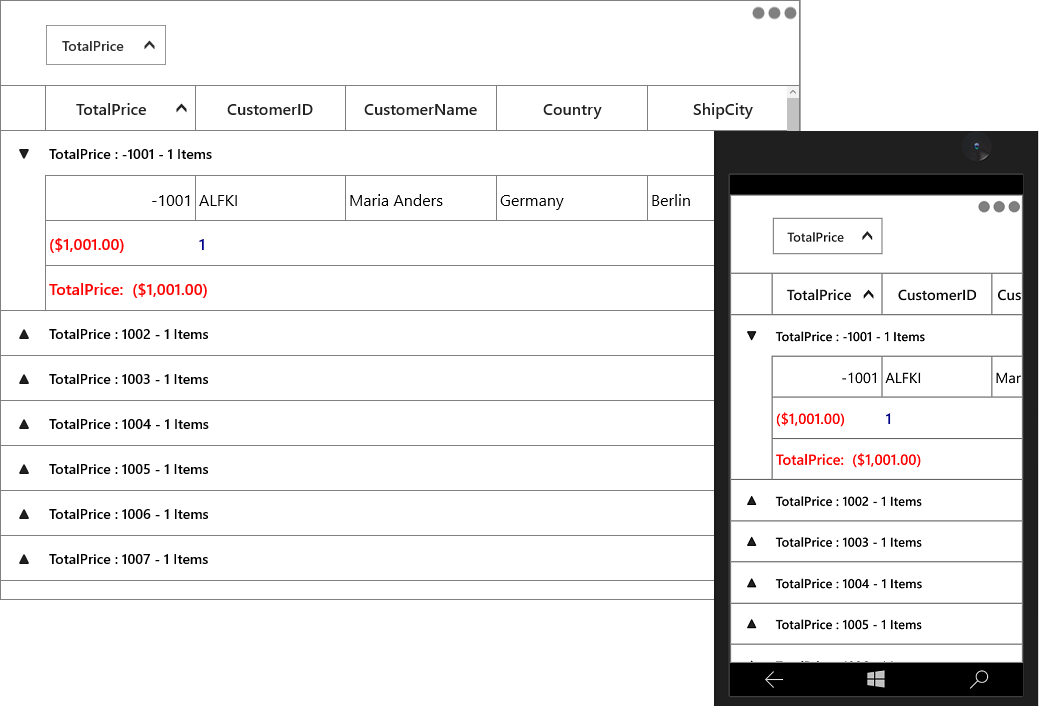 TotalPrice
TotalPrice CustomerID CustomerName Country ShipCity
TotalPrice : -1001 - 1 Items
-1001 ALFKI Maria Anders Germany Berlin
($1,001.00) 1
TotalPrice: ($1,001.00)
TotalPrice : 1002 - 1 Items
TotalPrice : 1003 - 1 Items
TotalPrice : 1004 - 1 Items
TotalPrice : 1005 - 1 Items
TotalPrice : 1006 - 1 Items
TotalPrice : 1007 - 1 Items
TotalPrice
TotalPrice CustomerID Cus
TotalPrice : -1001 - 1 Items
-1001 ALFKI Mar
($1,001.00) 1
TotalPrice: ($1,001.00)
TotalPrice : 1002 - 1 Items
TotalPrice : 1003 - 1 Items
TotalPrice : 1004 - 1 Items
TotalPrice : 1005 - 1 Items